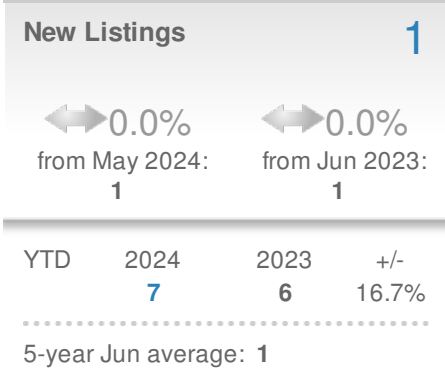 New Listings 1
0.0% 0.0%
from May 2024: from Jun 2023:
1 1
YTD 2024 2023 +/-
7 6 16.7%
5-year Jun average: 1